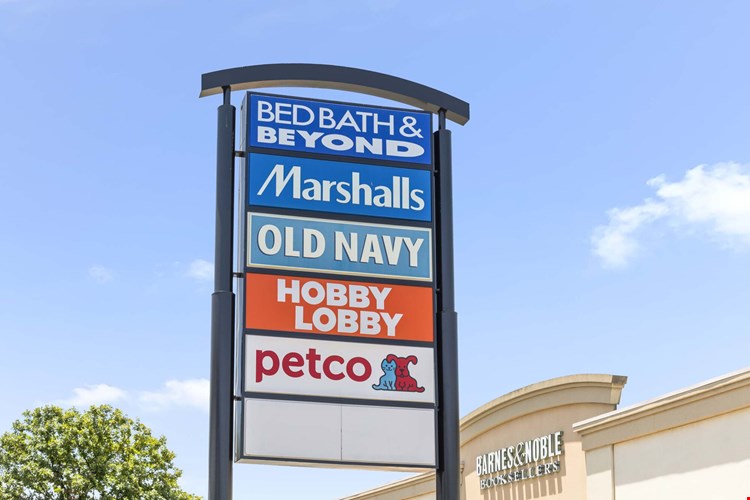 BED BATH &
BEYOND
Marshalls
OLD NAVY
HOBBY
LOBBY
petco
BARNES & NOBLE
BOOKSELLERS